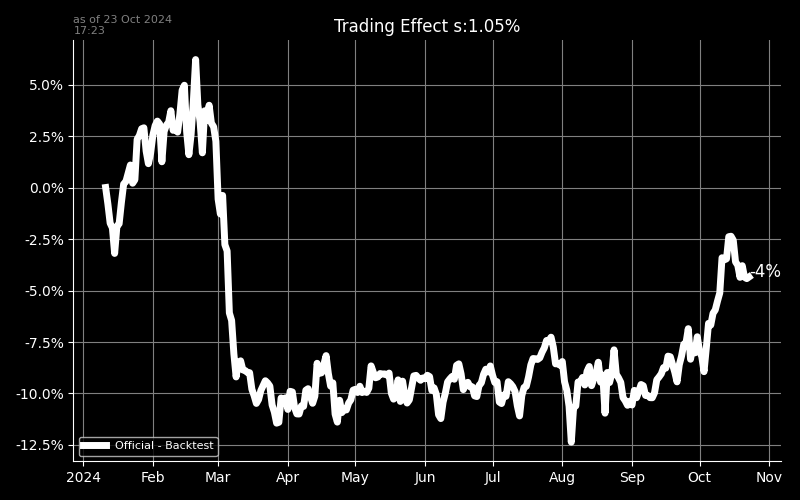 as of 23 Oct 2024
17:23
Trading Effect s:1.05%
5.0%
2.5%
0.0%
-2.5%
-5.0%
-7.5%
-10.0%
-12.5%
-4%
Official - Backtest
2024 Feb Mar Apr May Jun Jul Aug Sep Oct Nov